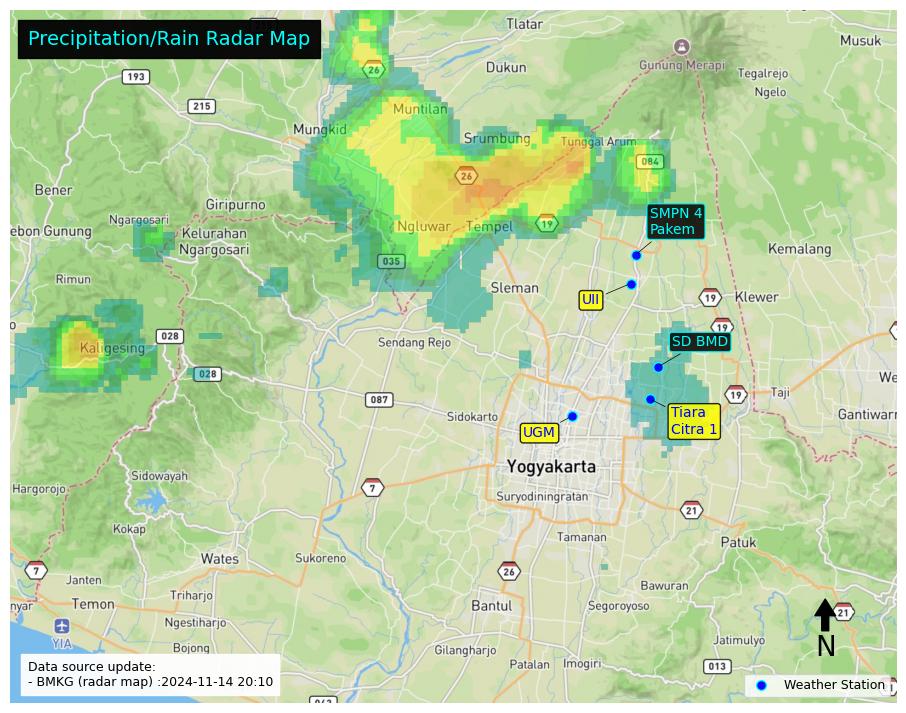 Precipitation/Rain Radar Map
Tlatar
Musuk
Gunung Merapi
Dukun
Tegalrejo
Ngelo
193
26
215
Muntilan
Mungkid
Srumbung
Tunggal Arum
084
26
Bener
Giripurno
Ngargosari
Kelurahan
Ngargosari
ebon Gunung
Ngluwar
Tempel
19
SMPN 4
Pakem
Kemalang
035
Rimun
Sleman
UII
19
Klewer
19
028
Kaligesing
Sendang Rejo
SD BMD
028
087
19
Taji
We
Gantiwarn
Sidokarto
Tiara
Citra 1
UGM
Yogyakarta
Sidowayah
7
Suryodiningratan
Hargorojo
21
Kokap
Tamanan
Patuk
Wates
Sukoreno
7
26
Janten
Triharjo
Bawuran
nyar
Temon
Bantul
Segoroyoso
21
Ngestiharjo
YIA
Bojong
Jatimulyo
Gilangharjo
N
Patalan
Imogiri
013
Data source update:
- BMKG (radar map) :2024-11-14 20:10
Weather Station